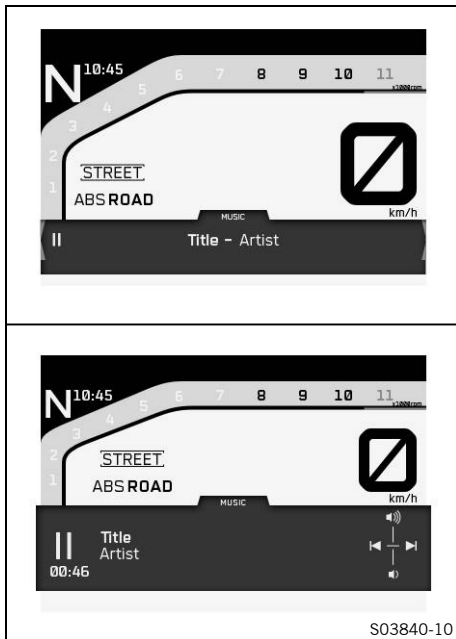 N 10:45
1 2 3 4 5 6 7 8 9 10 11
x1000rpm
STREET
ABS ROAD
0
km/h
MUSIC
Title – Artist
N 10:45
1 2 3 4 5 6 7 8 9 10 11
x1000rpm
STREET
ABS ROAD
0
km/h
MUSIC
Title
Artist
00:46
S03840-10